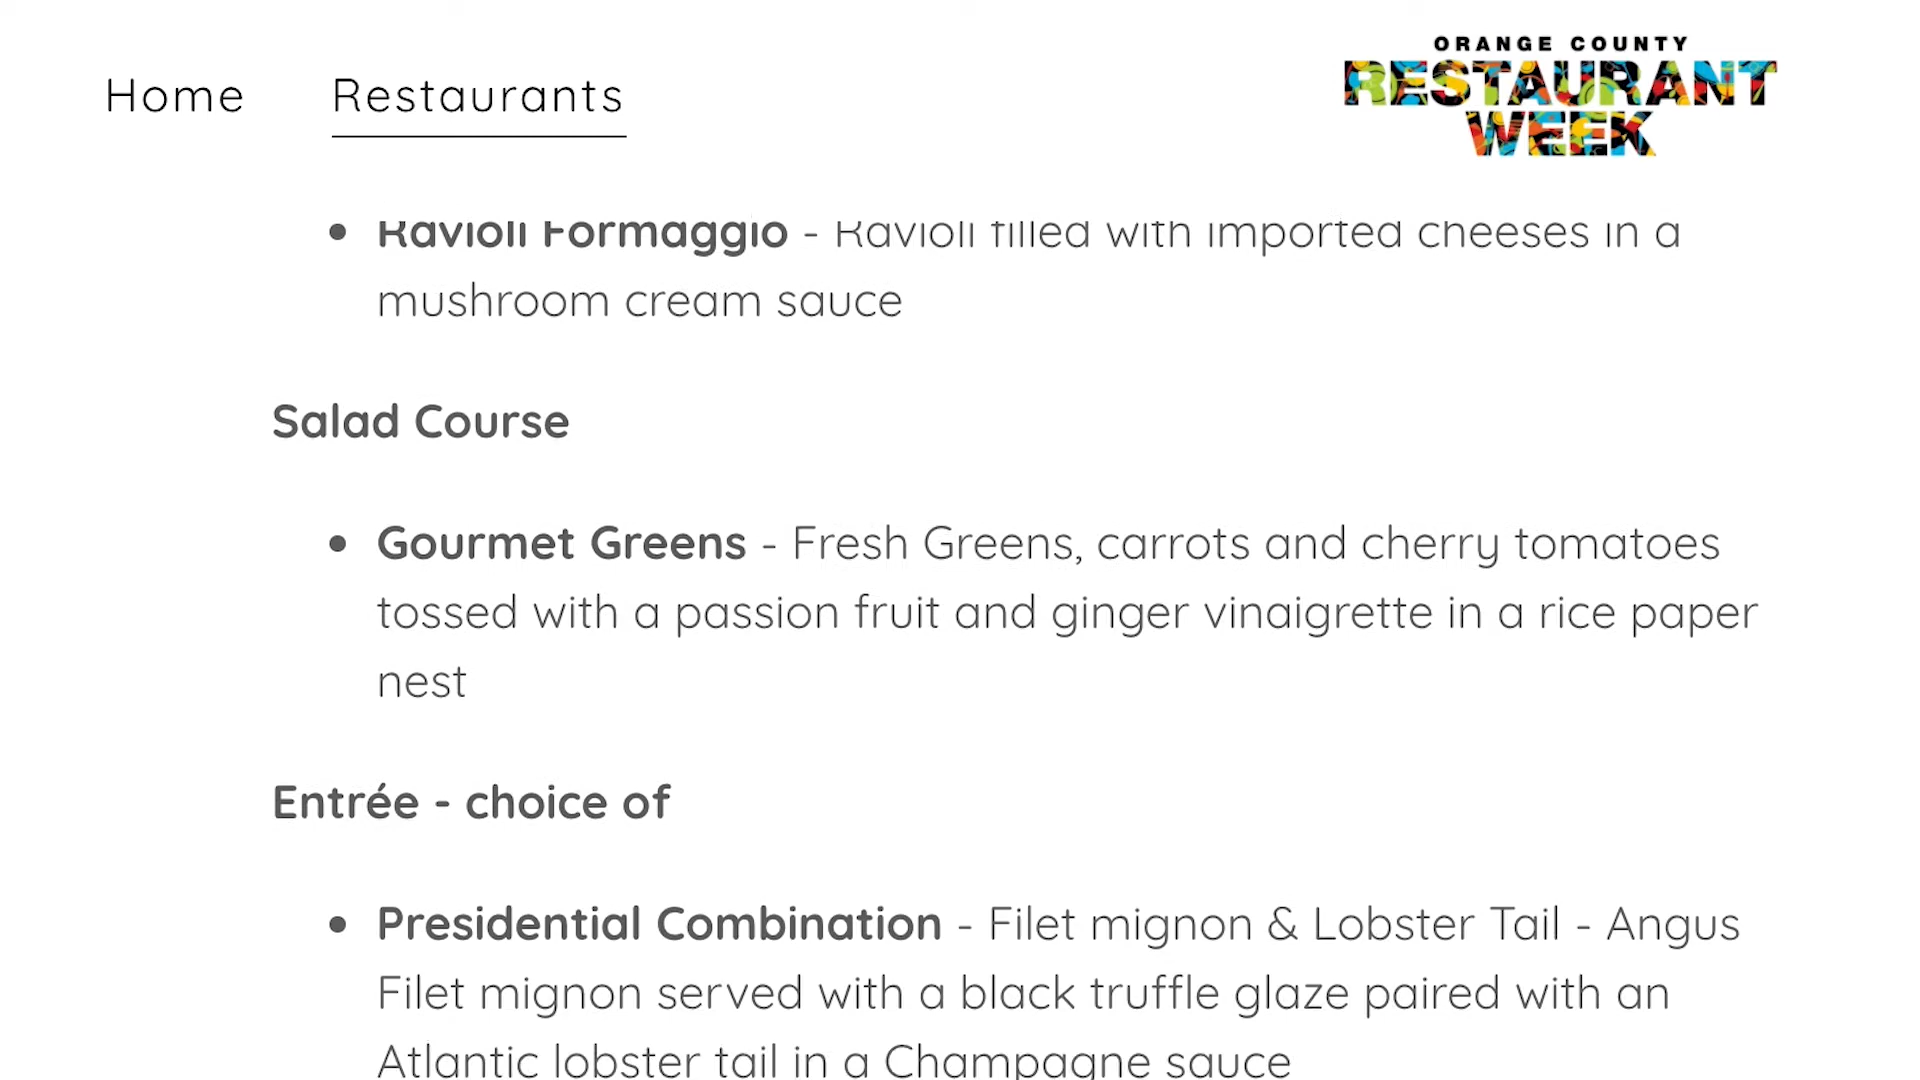 Home Restaurants
ORANGE COUNTY
RESTAURANT
WEEK
• Ravioli Formaggio - Ravioli filled with imported cheeses in a
mushroom cream sauce
Salad Course
• Gourmet Greens - Fresh Greens, carrots and cherry tomatoes
tossed with a passion fruit and ginger vinaigrette in a rice paper
nest
Entrée - choice of
• Presidential Combination - Filet mignon & Lobster Tail - Angus
Filet mignon served with a black truffle glaze paired with an
Atlantic lobster tail in a Champagne sauce